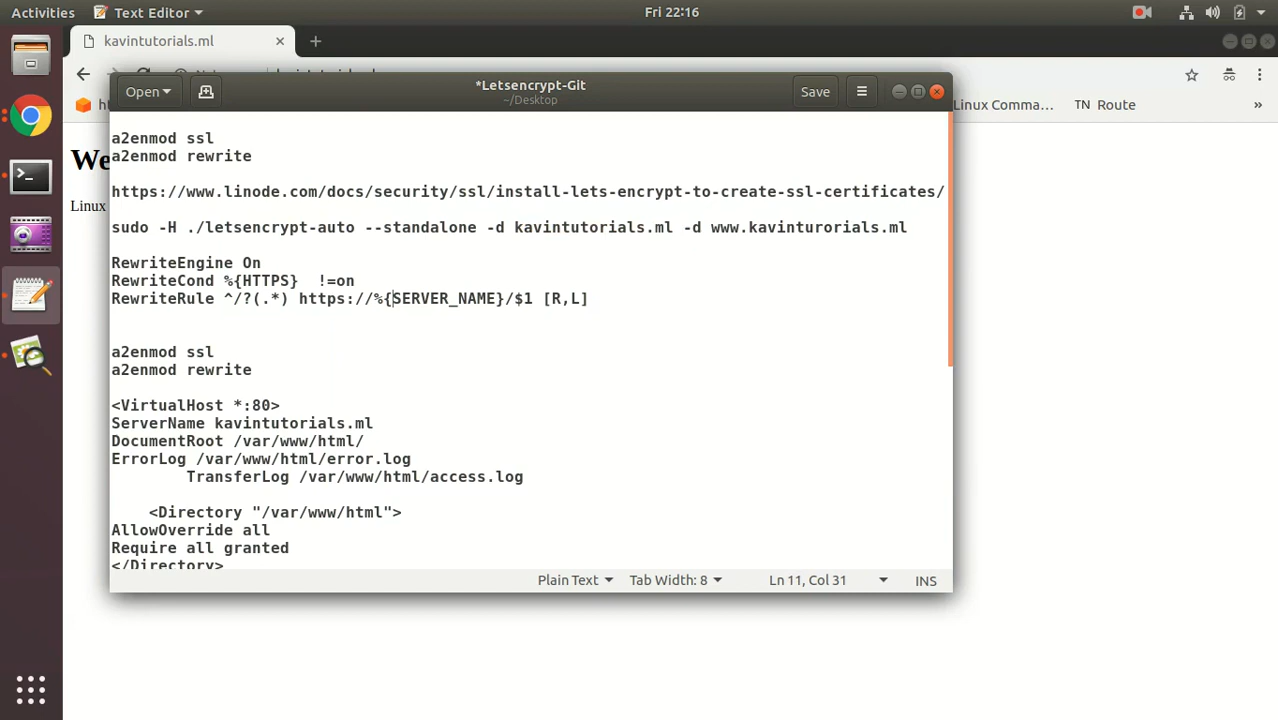 Activities Text Editor Fri 22:16
kavintutorials.ml
*Letsencrypt-Git
~/Desktop
Open Save
Linux Comma... TN Route »
a2enmod ssl
We
a2enmod rewrite
https://www.linode.com/docs/security/ssl/install-lets-encrypt-to-create-ssl-certificates/
Linux
sudo -H ./letsencrypt-auto --standalone -d kavintutorials.ml -d www.kavinturorials.ml
RewriteEngine On
RewriteCond %{HTTPS}  !=on
RewriteRule ^/?(.*) https://%{SERVER_NAME}/$1 [R,L]
a2enmod ssl
a2enmod rewrite
<VirtualHost *:80>
ServerName kavintutorials.ml
DocumentRoot /var/www/html/
ErrorLog /var/www/html/error.log
TransferLog /var/www/html/access.log
<Directory "/var/www/html">
AllowOverride all
Require all granted
</Directory>
Plain Text Tab Width: 8 Ln 11, Col 31 INS